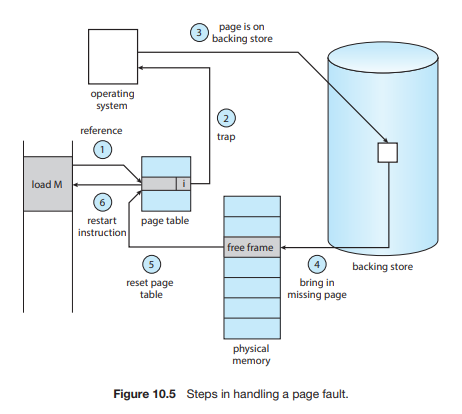 3
page is on
backing store
operating
system
2
trap
reference
1
load M
i
6
restart
instruction
page table
5
reset page
table
free frame
4
bring in
missing page
backing store
physical
memory
Figure 10.5 Steps in handling a page fault.